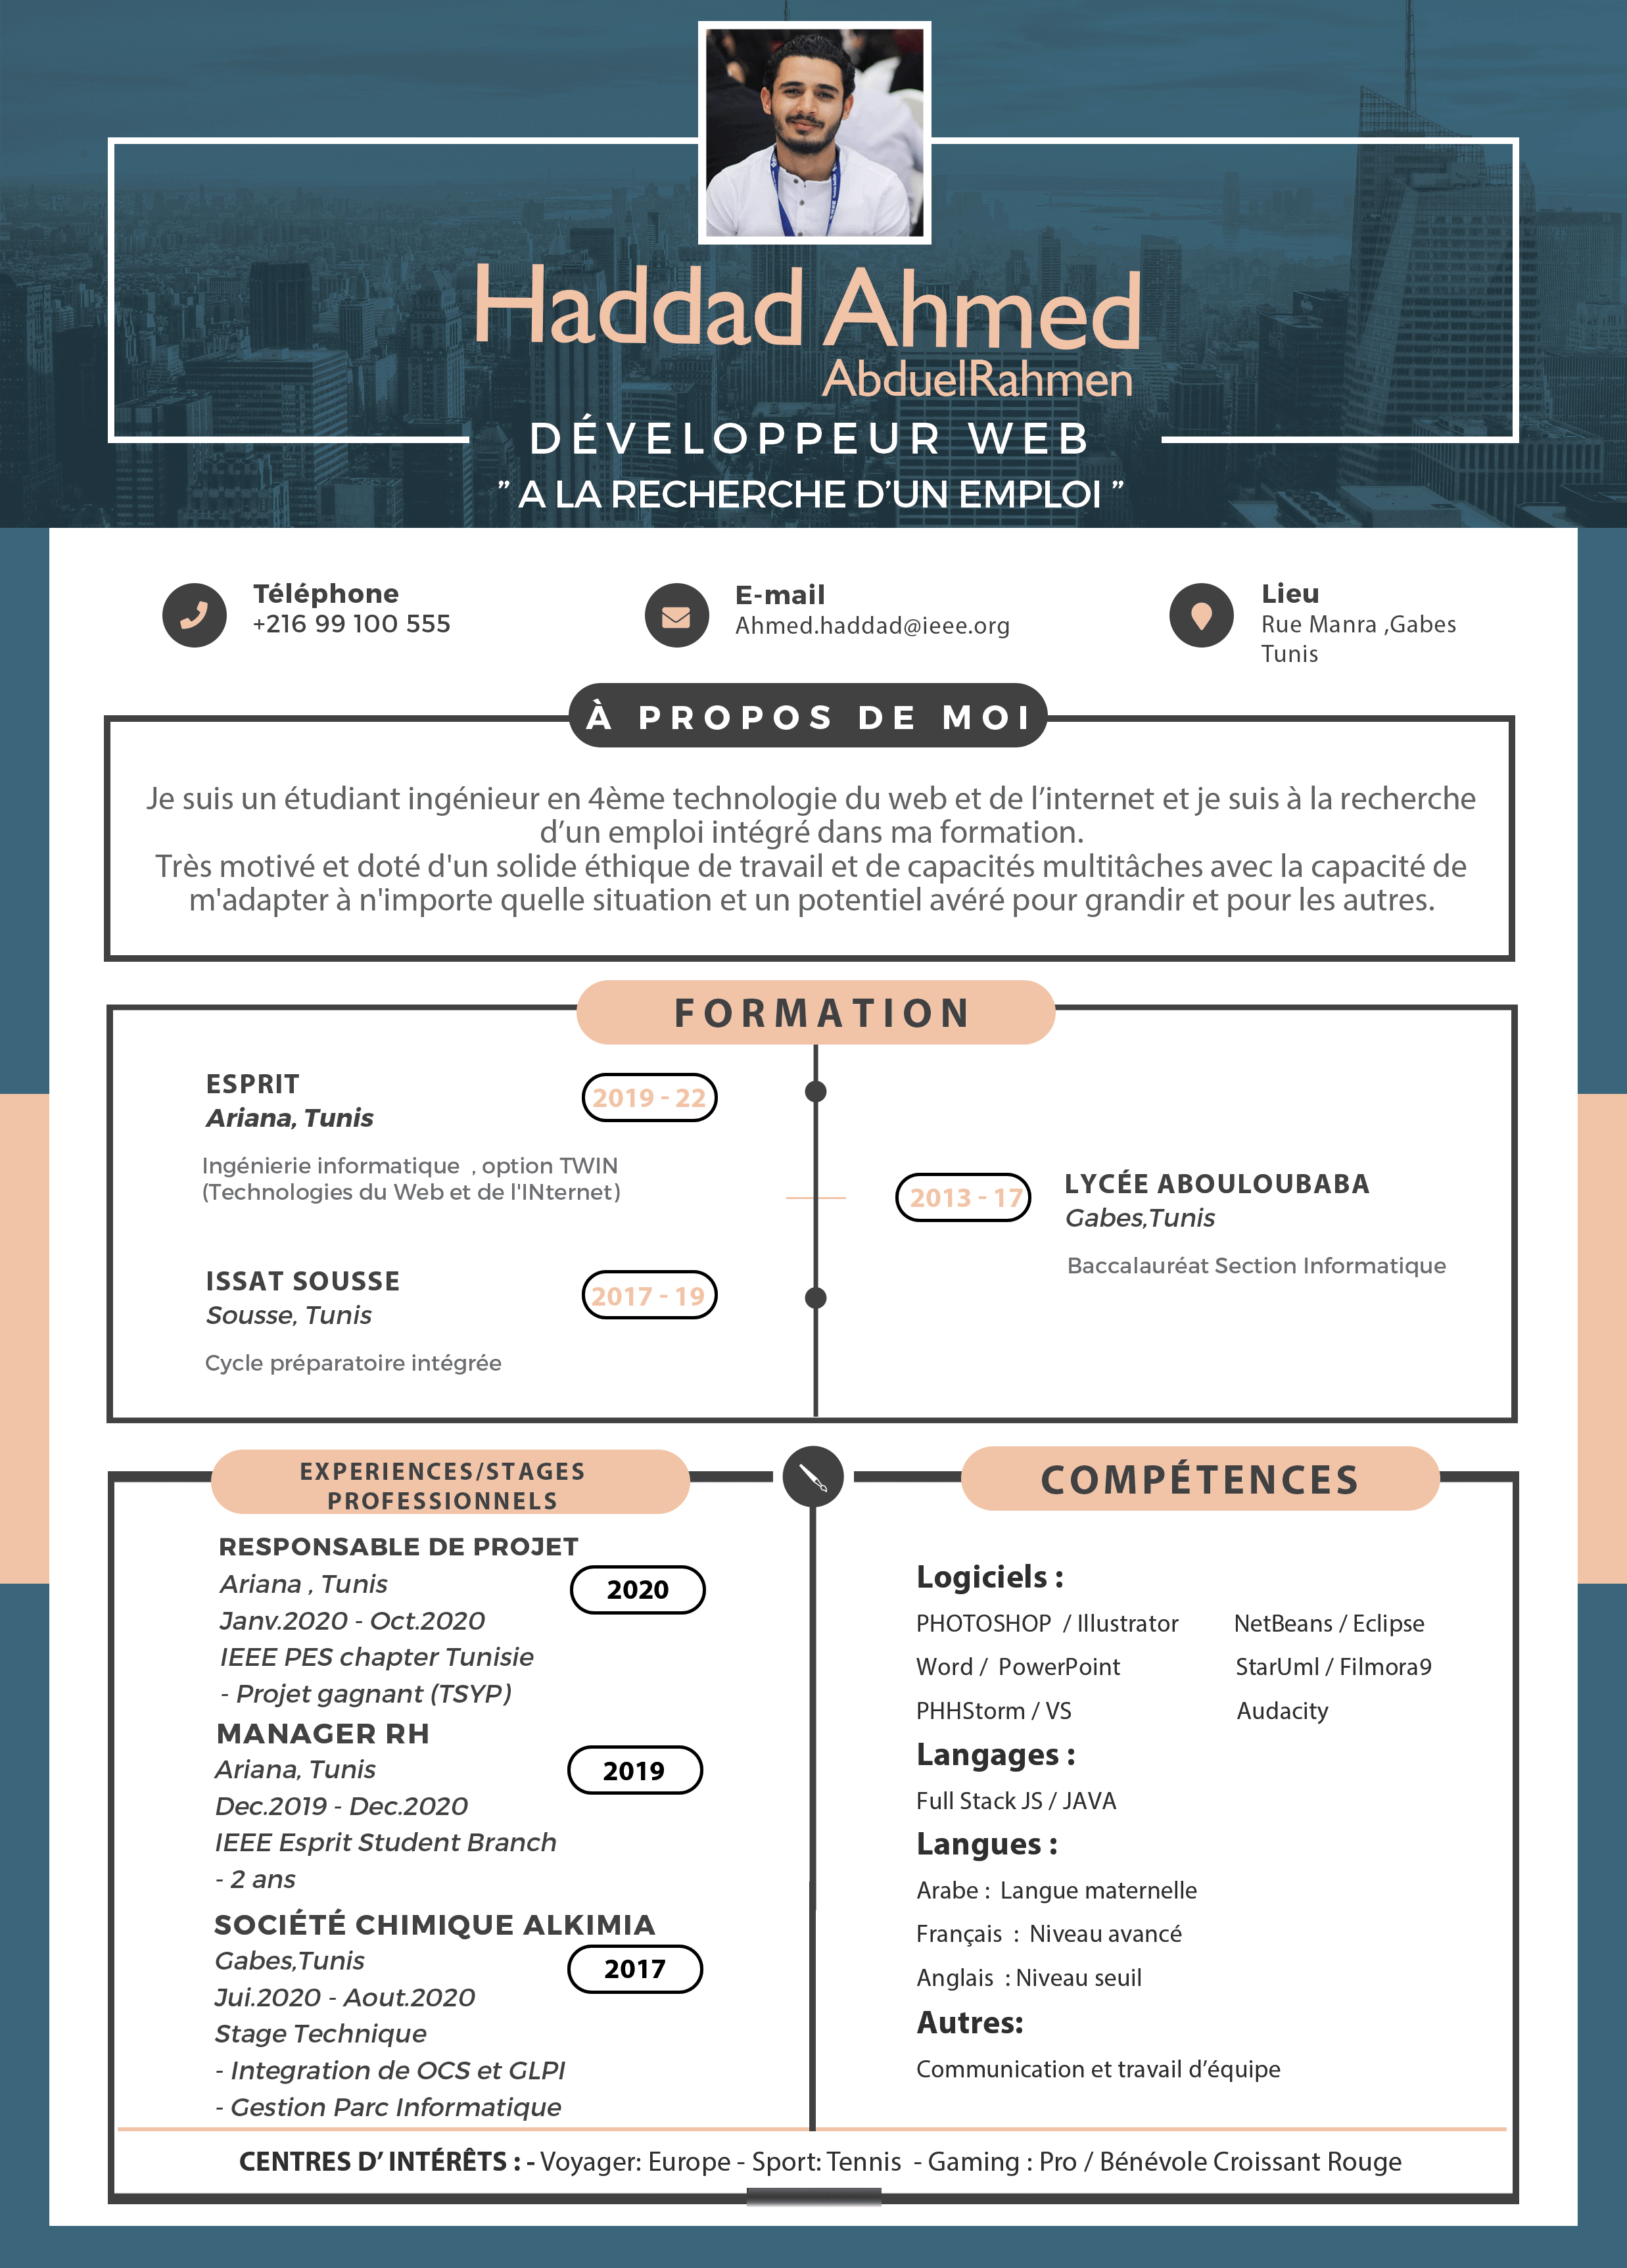 Haddad Ahmed
AbduelRahmen
DÉVELOPPEUR WEB
” A LA RECHERCHE D’UN EMPLOI ”
Téléphone
+216 99 100 555
E-mail
Ahmed.haddad@ieee.org
Lieu
Rue Manra ,Gabes
Tunis
À PROPOS DE MOI
Je suis un étudiant ingénieur en 4ème technologie du web et de l’internet et je suis à la recherche
d’un emploi intégré dans ma formation.
Très motivé et doté d'un solide éthique de travail et de capacités multitâches avec la capacité de
m'adapter à n'importe quelle situation et un potentiel avéré pour grandir et pour les autres.
FORMATION
ESPRIT
Ariana, Tunis
2019 - 22
Ingénierie informatique , option TWIN
(Technologies du Web et de l'INternet)
2013 - 17
LYCÉE ABOULOUBABA
Gabes,Tunis
Baccalauréat Section Informatique
ISSAT SOUSSE
Sousse, Tunis
2017 - 19
Cycle préparatoire intégrée
EXPERIENCES/STAGES
PROFESSIONNELS
RESPONSABLE DE PROJET
Ariana , Tunis
2020
Janv.2020 - Oct.2020
IEEE PES chapter Tunisie
- Projet gagnant (TSYP)
MANAGER RH
Ariana, Tunis
2019
Dec.2019 - Dec.2020
IEEE Esprit Student Branch
- 2 ans
SOCIÉTÉ CHIMIQUE ALKIMIA
Gabes,Tunis
2017
Jui.2020 - Aout.2020
Stage Technique
- Integration de OCS et GLPI
- Gestion Parc Informatique
COMPÉTENCES
Logiciels :
PHOTOSHOP / Illustrator NetBeans / Eclipse
Word / PowerPoint StarUml / Filmora9
PHHStorm / VS Audacity
Langages :
Full Stack JS / JAVA
Langues :
Arabe : Langue maternelle
Français : Niveau avancé
Anglais : Niveau seuil
Autres:
Communication et travail d’équipe
CENTRES D’ INTÉRÊTS : - Voyager: Europe - Sport: Tennis - Gaming : Pro / Bénévole Croissant Rouge